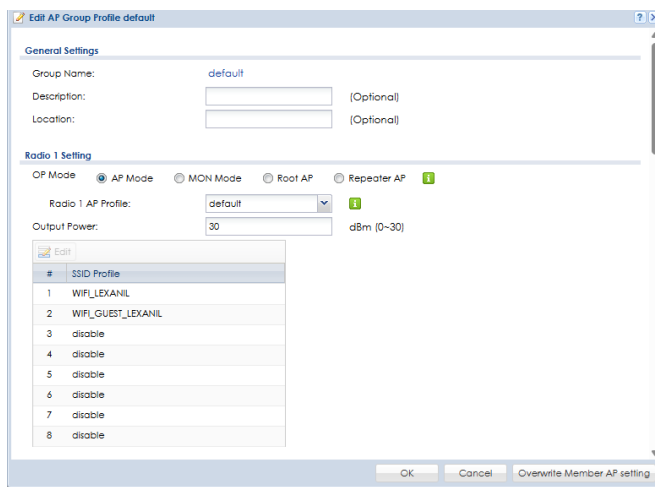 Edit AP Group Profile default
General Settings
Group Name: default
Description: (Optional)
Location: (Optional)
Radio 1 Setting
OP Mode AP Mode MON Mode Root AP Repeater AP
Radio 1 AP Profile: default
Output Power: 30 dBm (0~30)
Edit
# SSID Profile
1 WIFI_LEXANIL
2 WIFI_GUEST_LEXANIL
3 disable
4 disable
5 disable
6 disable
7 disable
8 disable
OK Cancel Overwrite Member AP setting